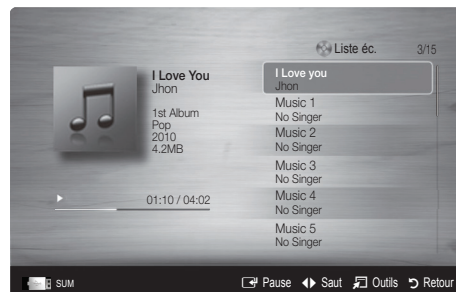 Liste éc. 3/15
I Love You
Jhon
1st Album
Pop
2010
4.2MB
01:10 / 04:02
I Love you
Jhon
Music 1
No Singer
Music 2
No Singer
Music 3
No Singer
Music 4
No Singer
Music 5
No Singer
SUM Pause Saut Outils Retour